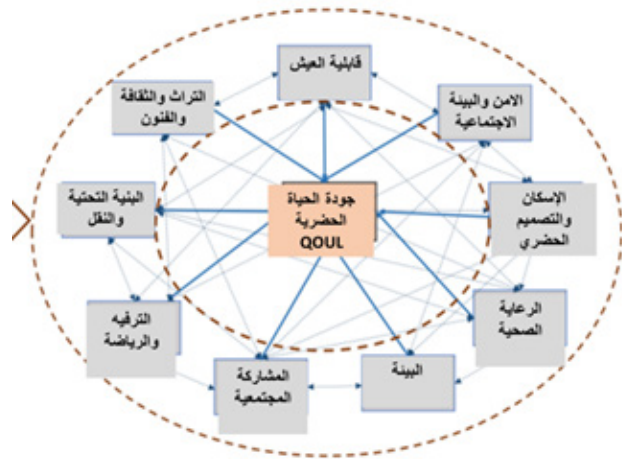 قابلية العيش
التراث والثقافة
والفنون
الامن والبيئة
الاجتماعية
البنية التحتية
والنقل
جودة الحياة
الحضرية
QOUL
الإسكان
والتصميم
الحضري
الترفيه
والرياضة
الرعاية
الصحية
المشاركة
المجتمعية
البيئة